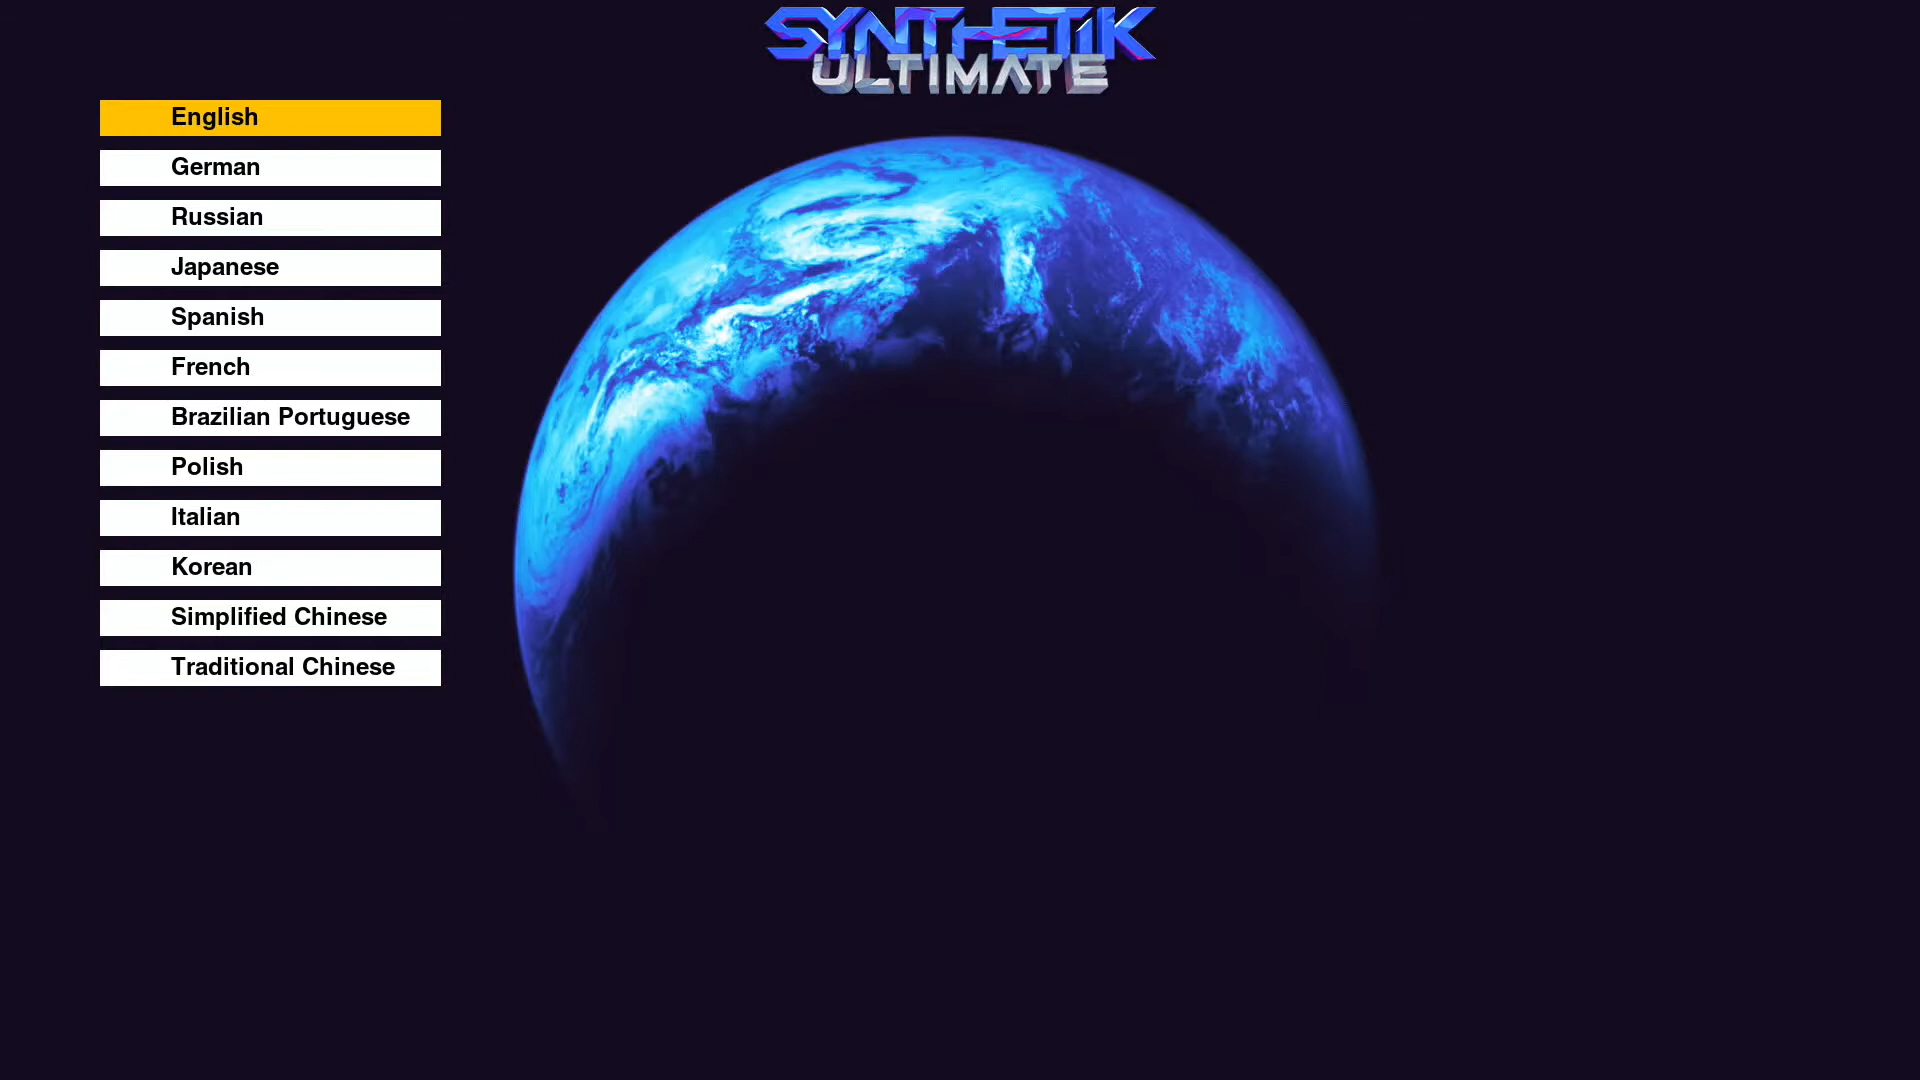 SYNTHETIK
ULTIMATE
English
German
Russian
Japanese
Spanish
French
Brazilian Portuguese
Polish
Italian
Korean
Simplified Chinese
Traditional Chinese